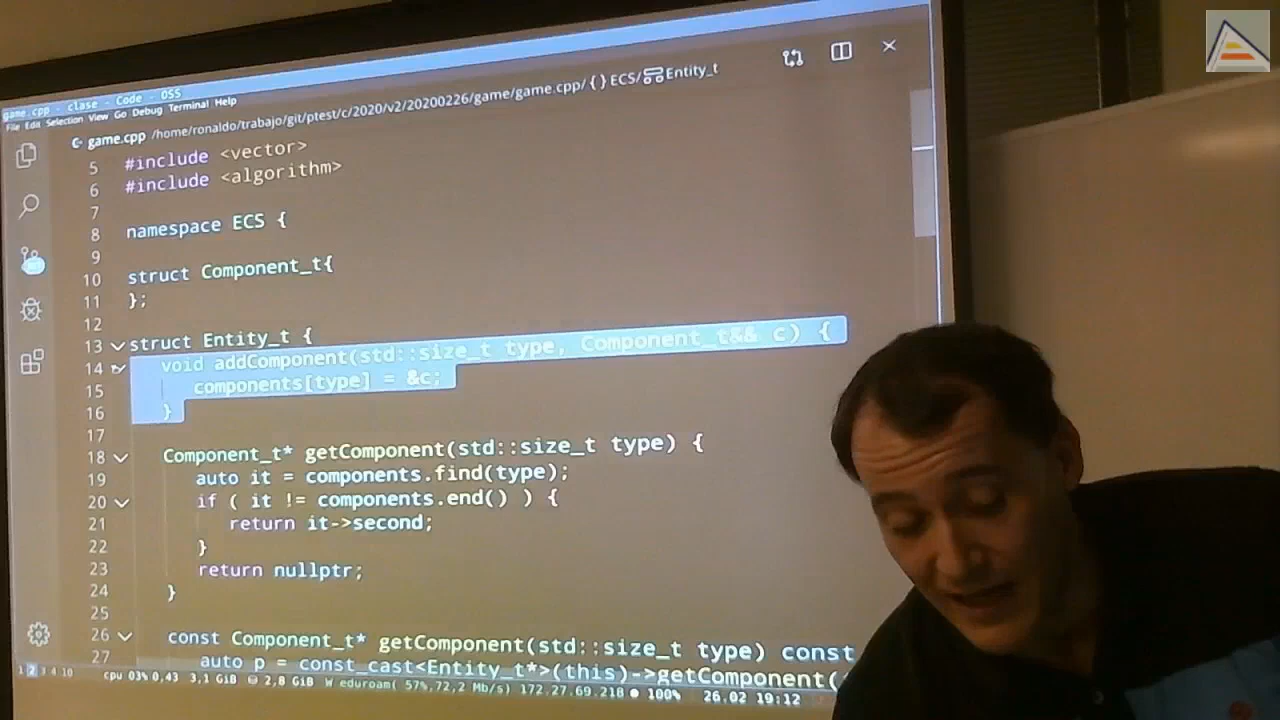 game.cpp - clase - Code - OSS
File Edit Selection View Go Debug Terminal Help
game.cpp /home/ronaldo/trabajo/git/ptest/c/2020/v2/20200226/game/game.cpp/{}ECS/Entity_t
5 #include <vector>
6 #include <algorithm>
7
8 namespace ECS {
9
10 struct Component_t{
11 };
12
13 struct Entity_t {
14 void addComponent(std::size_t type, Component_t&& c) {
15 components[type] = &c;
16 }
17
18 Component_t* getComponent(std::size_t type) {
19 auto it = components.find(type);
20 if ( it != components.end() ) {
21 return it->second;
22 }
23 return nullptr;
24 }
25
26 const Component_t* getComponent(std::size_t type) const
27 auto p = const_cast<Entity_t*>(this)->getComponent(
1 2 3 4 10 cpu 03% 0,43 3,1 GiB 2,8 GiB W eduroam( 57%,72,2 Mb/s) 172.27.69.218 100% 26.02 19:12